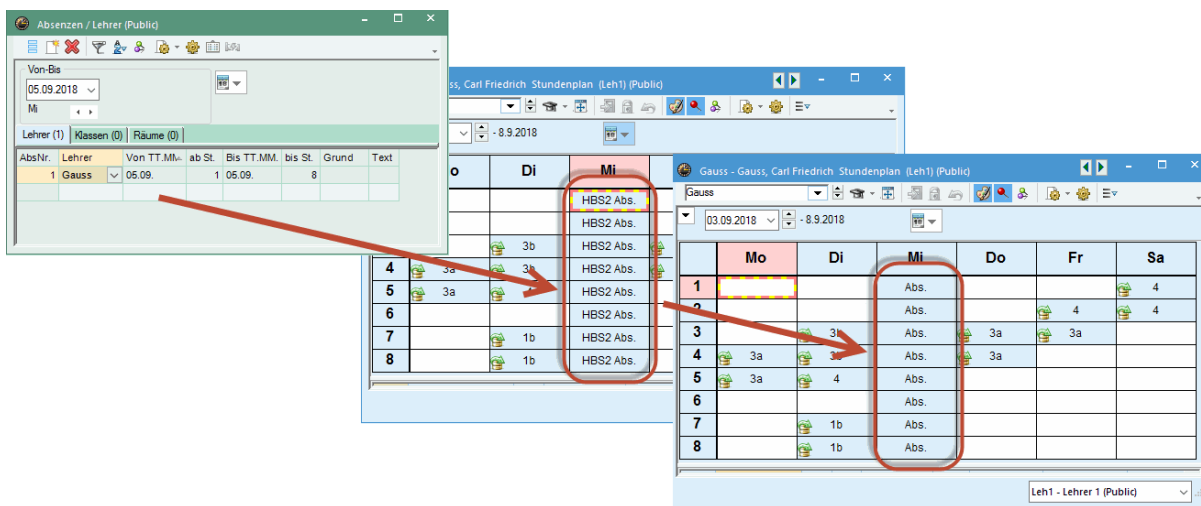 Absenzen / Lehrer (Public)
Von-Bis
05.09.2018
Mi
Lehrer (1) Klassen (0) Räume (0)
AbsNr. Lehrer Von TT.MM. ab St. Bis TT.MM. bis St. Grund Text
1 Gauss 05.09. 1 05.09. 8
ss, Carl Friedrich Stundenplan (Leh1) (Public)
- 8.9.2018
o Di Mi
HBS2 Abs.
HBS2 Abs.
3b HBS2 Abs.
4 3a 3b HBS2 Abs.
5 3a HBS2 Abs.
6 HBS2 Abs.
7 1b HBS2 Abs.
8 1b HBS2 Abs.
Gauss - Gauss, Carl Friedrich Stundenplan (Leh1) (Public)
Gauss
03.09.2018 - 8.9.2018
Mo Di Mi Do Fr Sa
1 Abs. 4
2 Abs. 4 4
3 3b Abs. 3a 3a
4 3a 3b Abs. 3a
5 3a 4 Abs.
6 Abs.
7 1b Abs.
8 1b Abs.
Leh1 - Lehrer 1 (Public)